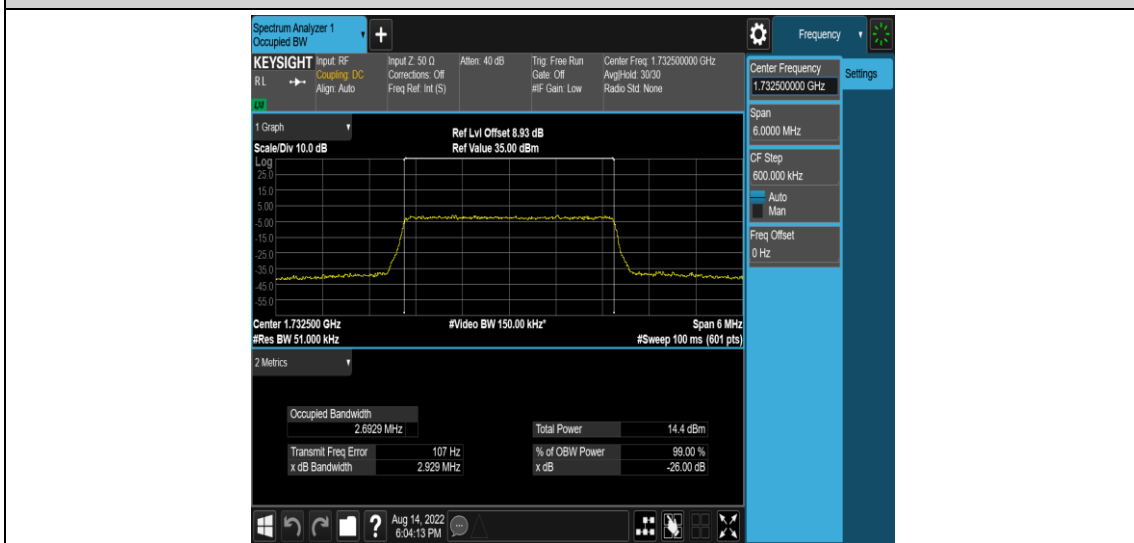 Spectrum Analyzer 1
Occupied BW
Frequency
KEYSIGHT
RL
LXI
Input: RF
Coupling: DC
Align: Auto
Input Z: 50 Ω
Corrections: Off
Freq Ref: Int (S)
Atten: 40 dB
Trig: Free Run
Gate: Off
#IF Gain: Low
Center Freq: 1.732500000 GHz
Avg|Hold: 30/30
Radio Std: None
Center Frequency
1.732500000 GHz
Settings
Span
6.0000 MHz
CF Step
600.000 kHz
Auto
Man
Freq Offset
0 Hz
1 Graph
Scale/Div 10.0 dB
Ref Lvl Offset 8.93 dB
Ref Value 35.00 dBm
Log
25.0
15.0
5.00
-5.00
-15.0
-25.0
-35.0
-45.0
-55.0
Center 1.732500 GHz
#Video BW 150.00 kHz*
Span 6 MHz
#Res BW 51.000 kHz
#Sweep 100 ms (601 pts)
2 Metrics
Occupied Bandwidth
2.6929 MHz
Total Power 14.4 dBm
Transmit Freq Error 107 Hz
% of OBW Power 99.00 %
x dB Bandwidth 2.929 MHz
x dB -26.00 dB
?
Aug 14, 2022
6:04:13 PM